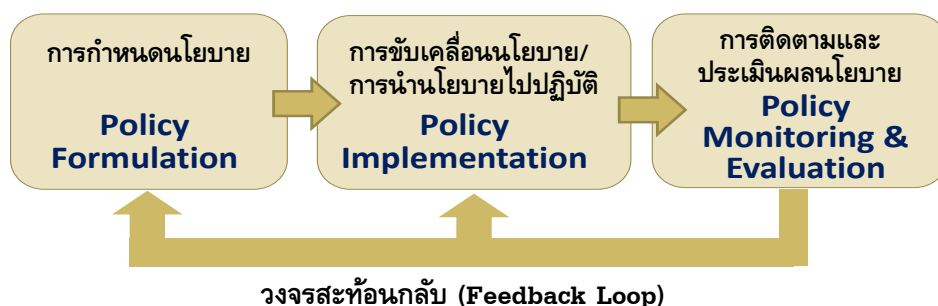 การกำหนดนโยบาย
Policy
Formulation
การขับเคลื่อนนโยบาย/
การนำนโยบายไปปฏิบัติ
Policy
Implementation
การติดตามและ
ประเมินผลนโยบาย
Policy
Monitoring &
Evaluation
วงจรสะท้อนกลับ (Feedback Loop)